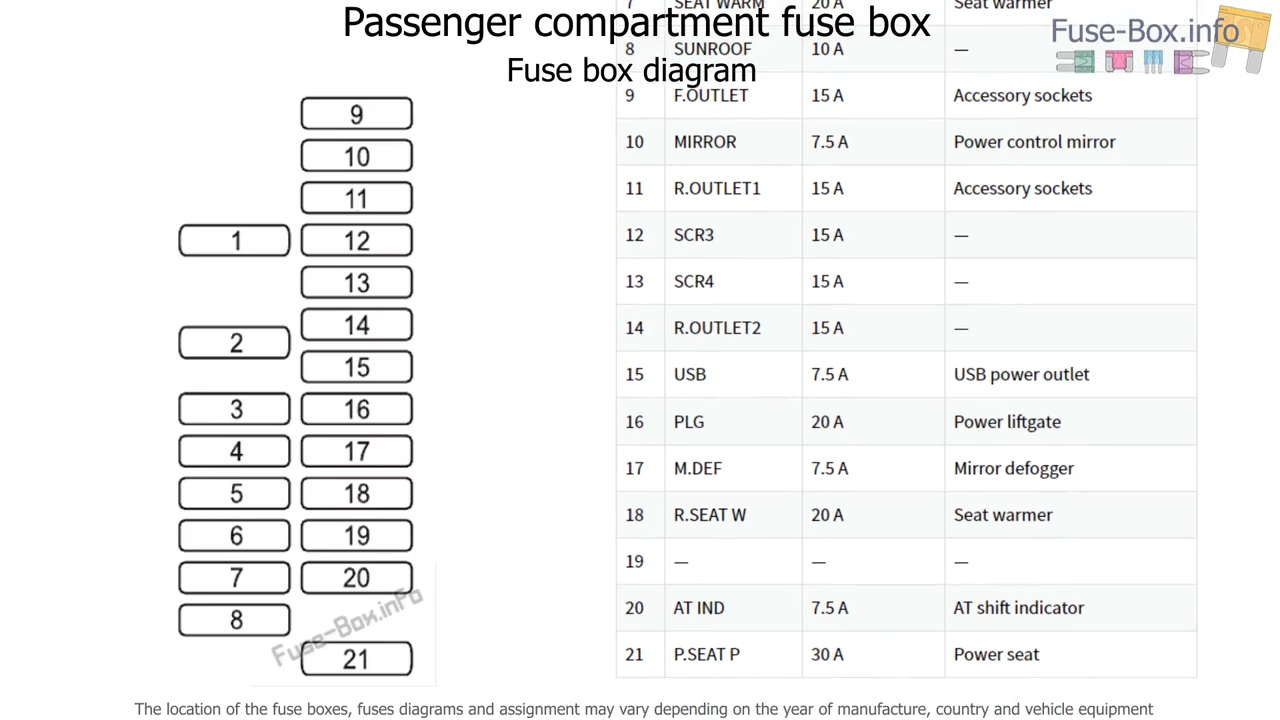 Passenger compartment fuse box
Fuse box diagram
Fuse-Box.info
7 SEAT WARM 20 A Seat warmer
8 SUNROOF 10 A —
9 F.OUTLET 15 A Accessory sockets
10 MIRROR 7.5 A Power control mirror
11 R.OUTLET1 15 A Accessory sockets
12 SCR3 15 A —
13 SCR4 15 A —
14 R.OUTLET2 15 A —
15 USB 7.5 A USB power outlet
16 PLG 20 A Power liftgate
17 M.DEF 7.5 A Mirror defogger
18 R.SEAT W 20 A Seat warmer
19 — — —
20 AT IND 7.5 A AT shift indicator
21 P.SEAT P 30 A Power seat
9
10
11
1 12
13
14
2
15
3 16
4 17
5 18
6 19
7 20
8
Fuse-Box.info
21
The location of the fuse boxes, fuses diagrams and assignment may vary depending on the year of manufacture, country and vehicle equipment